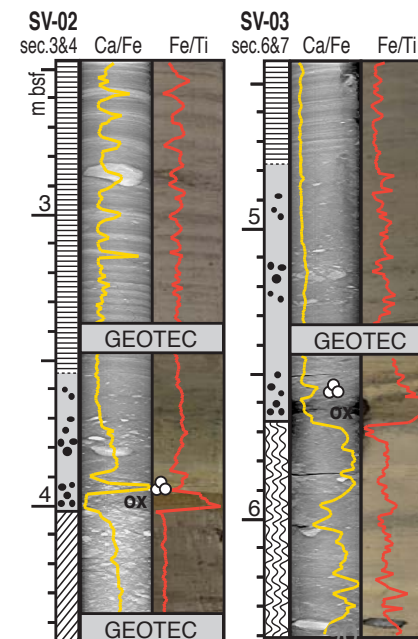 SV-02
sec.3&4 Ca/Fe Fe/Ti
m bsf
3
GEOTEC
4
OX
GEOTEC
SV-03
sec.6&7 Ca/Fe Fe/Ti
5
GEOTEC
OX
6